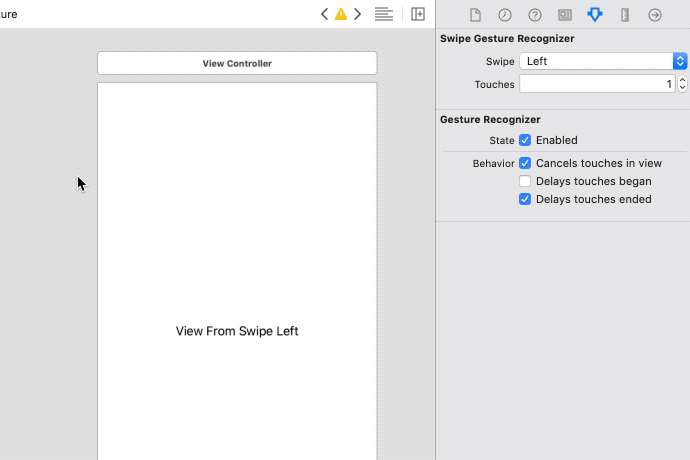 ture
View Controller
View From Swipe Left
Swipe Gesture Recognizer
Swipe Left
Touches 1
Gesture Recognizer
State Enabled
Behavior Cancels touches in view
Delays touches began
Delays touches ended